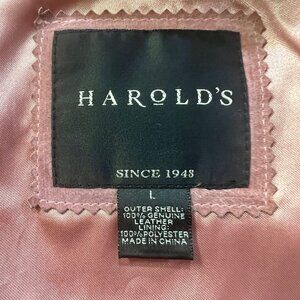 HAROLD'S
SINCE 1948
L
OUTER SHELL:
100% GENUINE
LEATHER
LINING:
100% POLYESTER
MADE IN CHINA